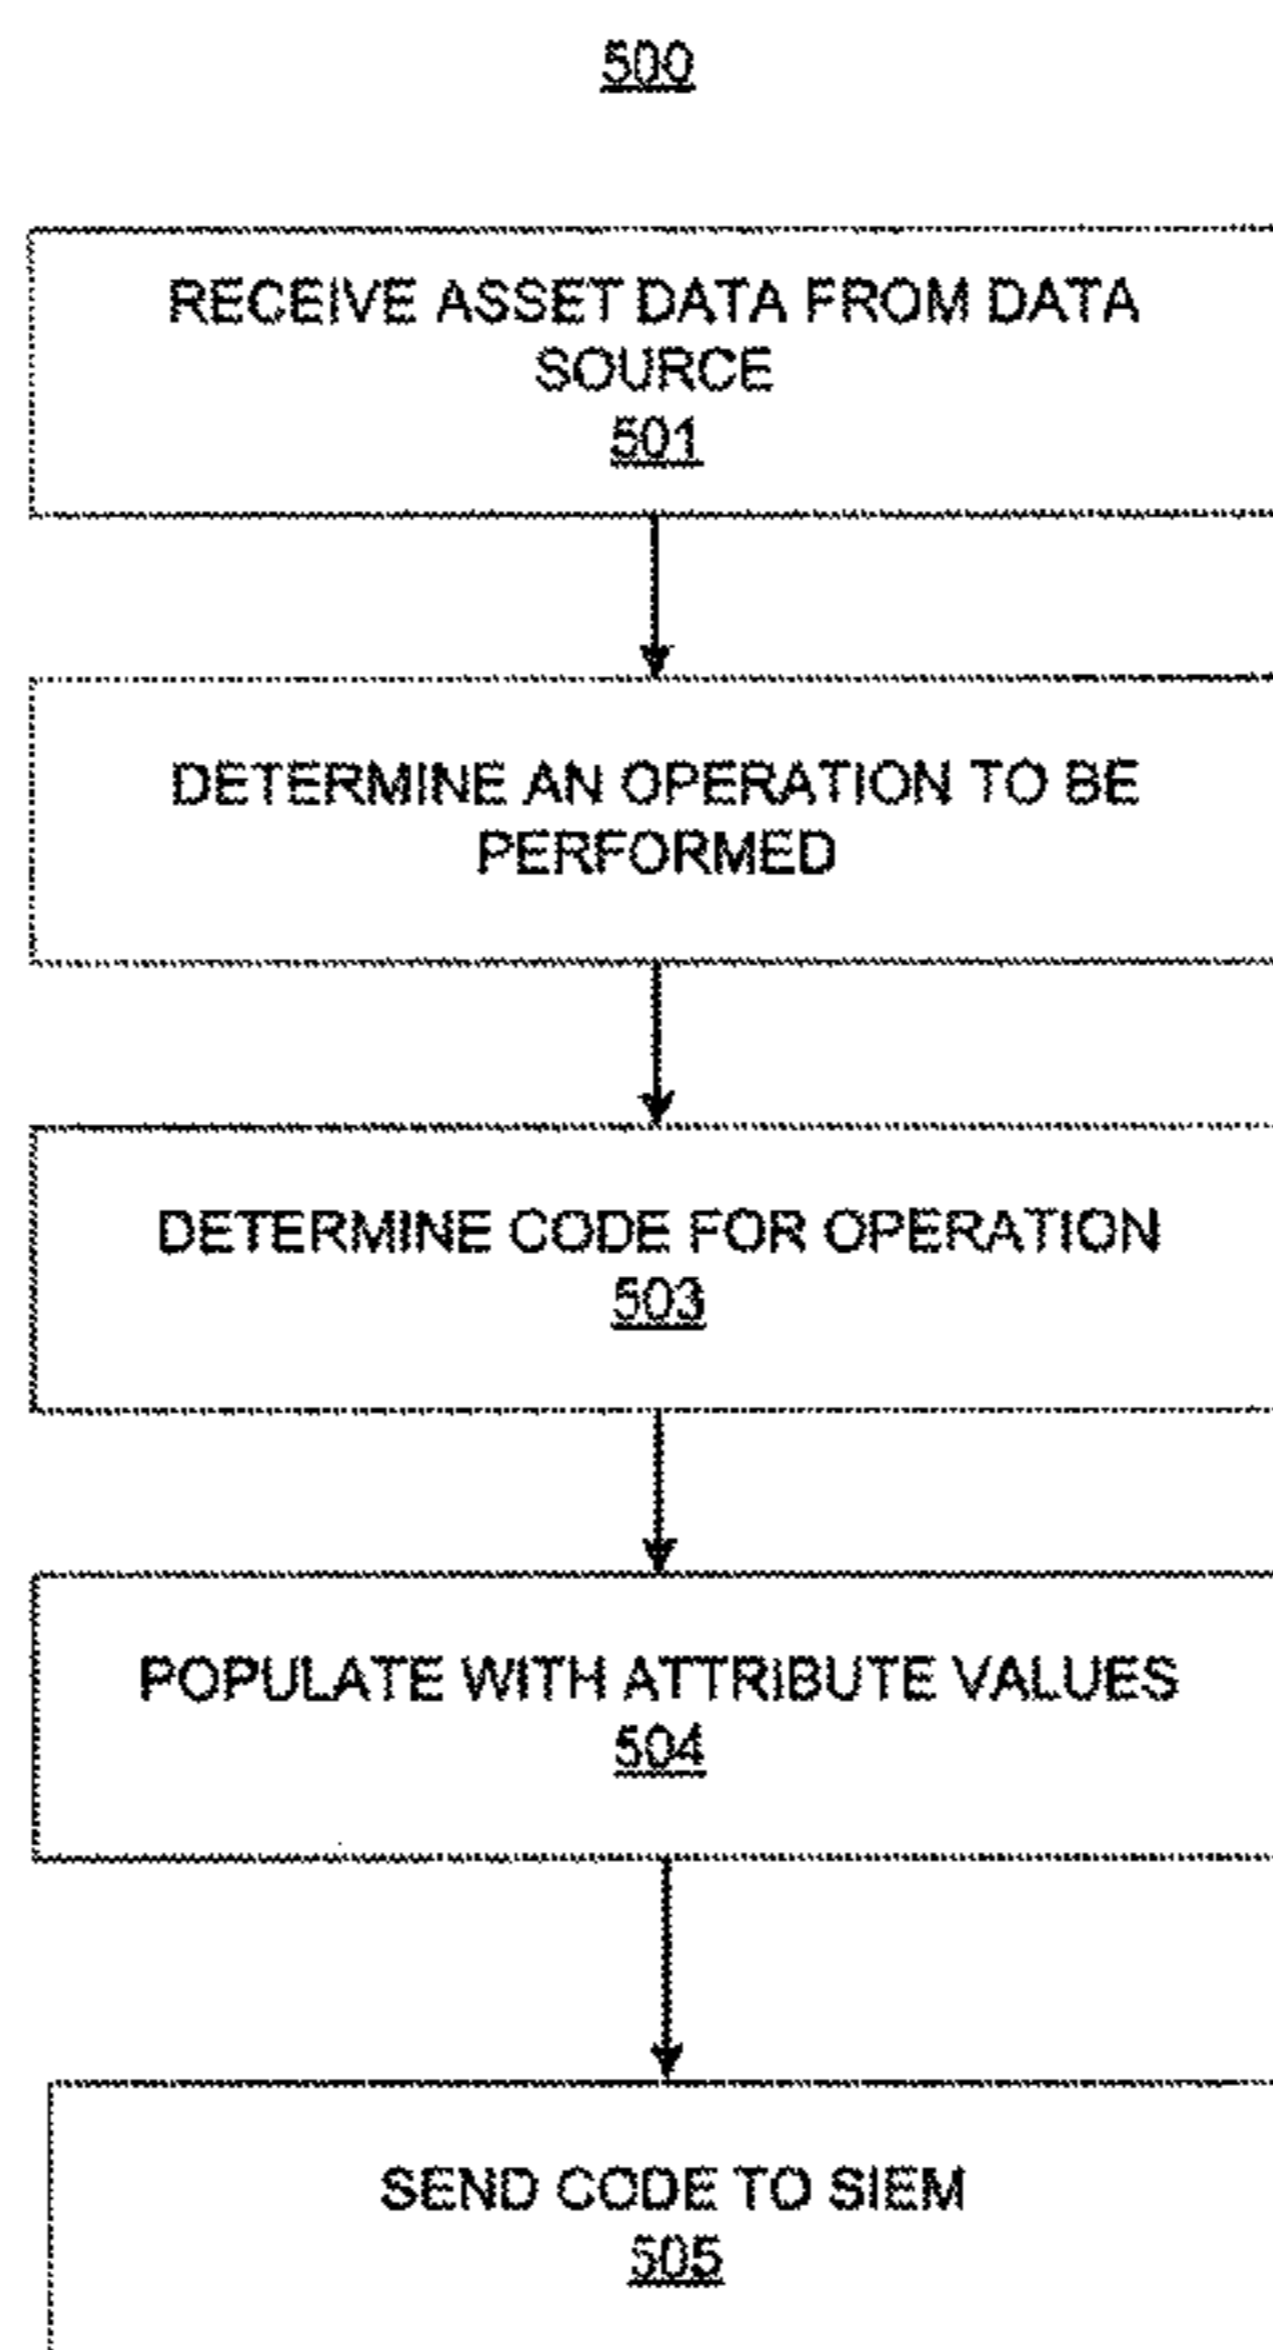 500
RECEIVE ASSET DATA FROM DATA
SOURCE
501
DETERMINE AN OPERATION TO BE
PERFORMED
DETERMINE CODE FOR OPERATION
503
POPULATE WITH ATTRIBUTE VALUES
504
SEND CODE TO SIEM
505